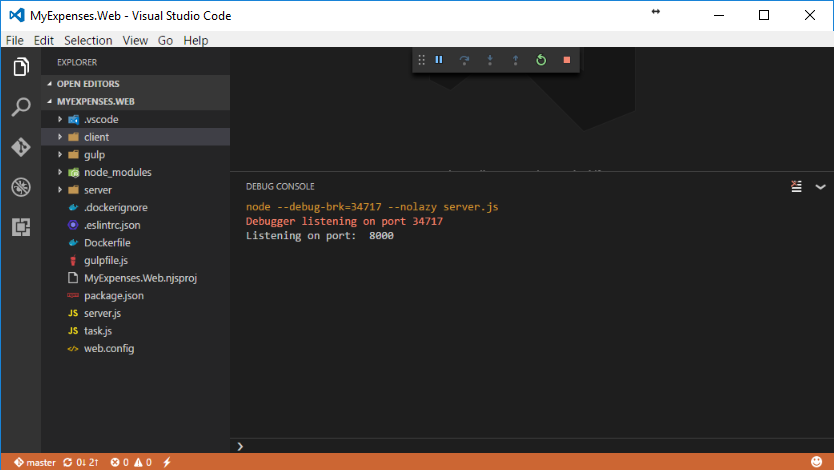 MyExpenses.Web - Visual Studio Code
File Edit Selection View Go Help
EXPLORER
OPEN EDITORS
MYEXPENSES.WEB
.vscode
client
gulp
node_modules
server
.dockerignore
.eslintrc.json
Dockerfile
gulpfile.js
MyExpenses.Web.njsproj
package.json
JS server.js
JS task.js
</> web.config
DEBUG CONSOLE
node --debug-brk=34717 --nolazy server.js
Debugger listening on port 34717
Listening on port:  8000
master 0↓ 2↑ 0 0